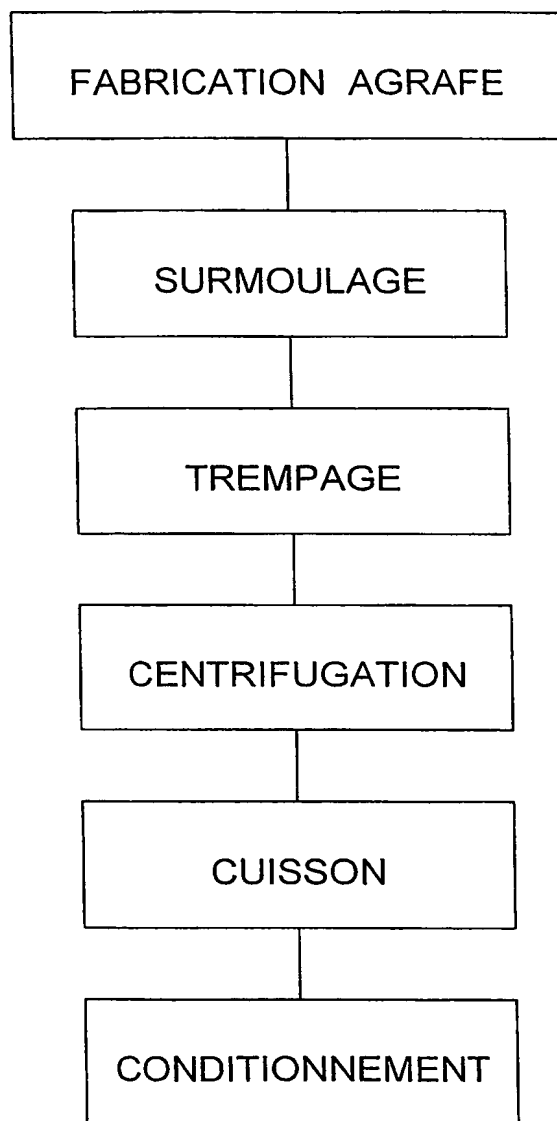 FABRICATION AGRAFE
SURMOULAGE
TREMPAGE
CENTRIFUGATION
CUISSON
CONDITIONNEMENT